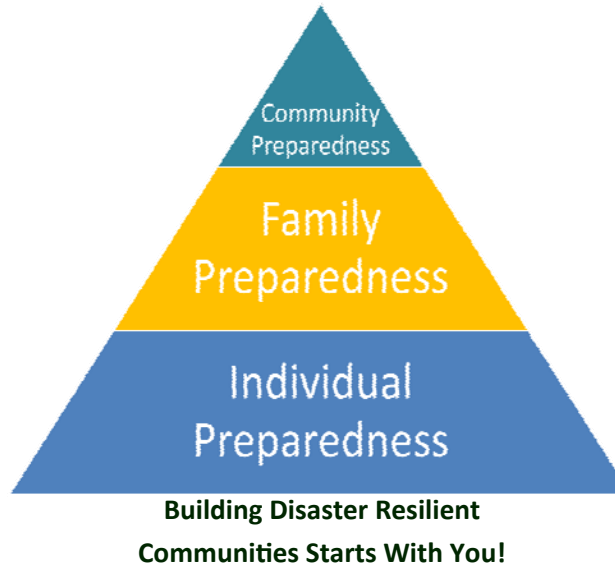 Community
Preparedness
Family
Preparedness
Individual
Preparedness
Building Disaster Resilient
Communities Starts With You!